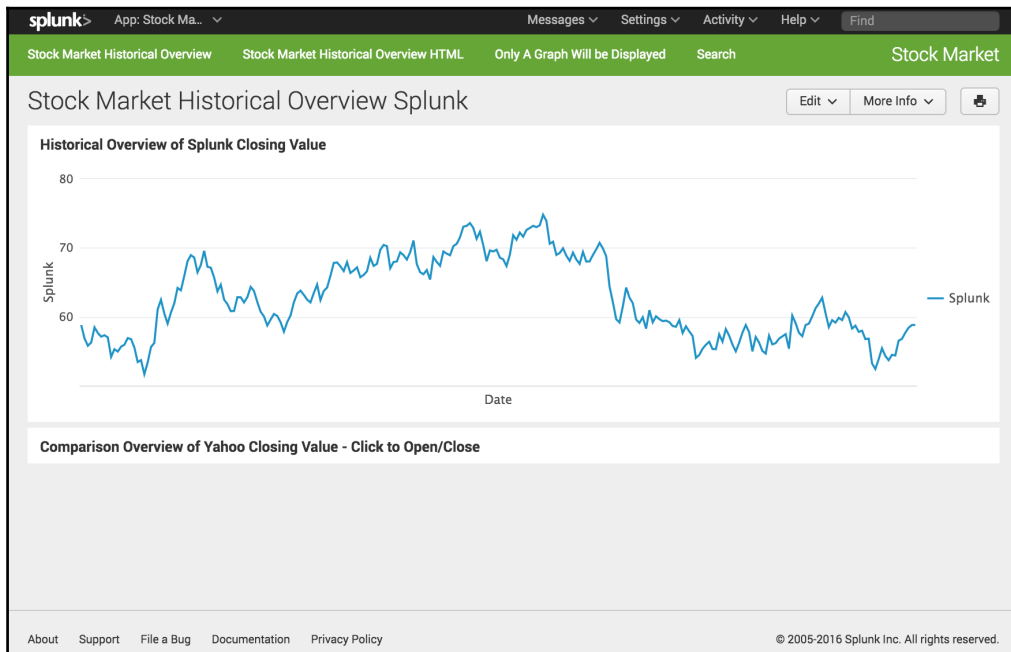 splunk> App: Stock Ma... Messages Settings Activity Help Find
Stock Market Historical Overview Stock Market Historical Overview HTML Only A Graph Will be Displayed Search Stock Market
Stock Market Historical Overview Splunk Edit More Info
Historical Overview of Splunk Closing Value
80
70
60
Splunk
Splunk
Date
Comparison Overview of Yahoo Closing Value - Click to Open/Close
About Support File a Bug Documentation Privacy Policy © 2005-2016 Splunk Inc. All rights reserved.